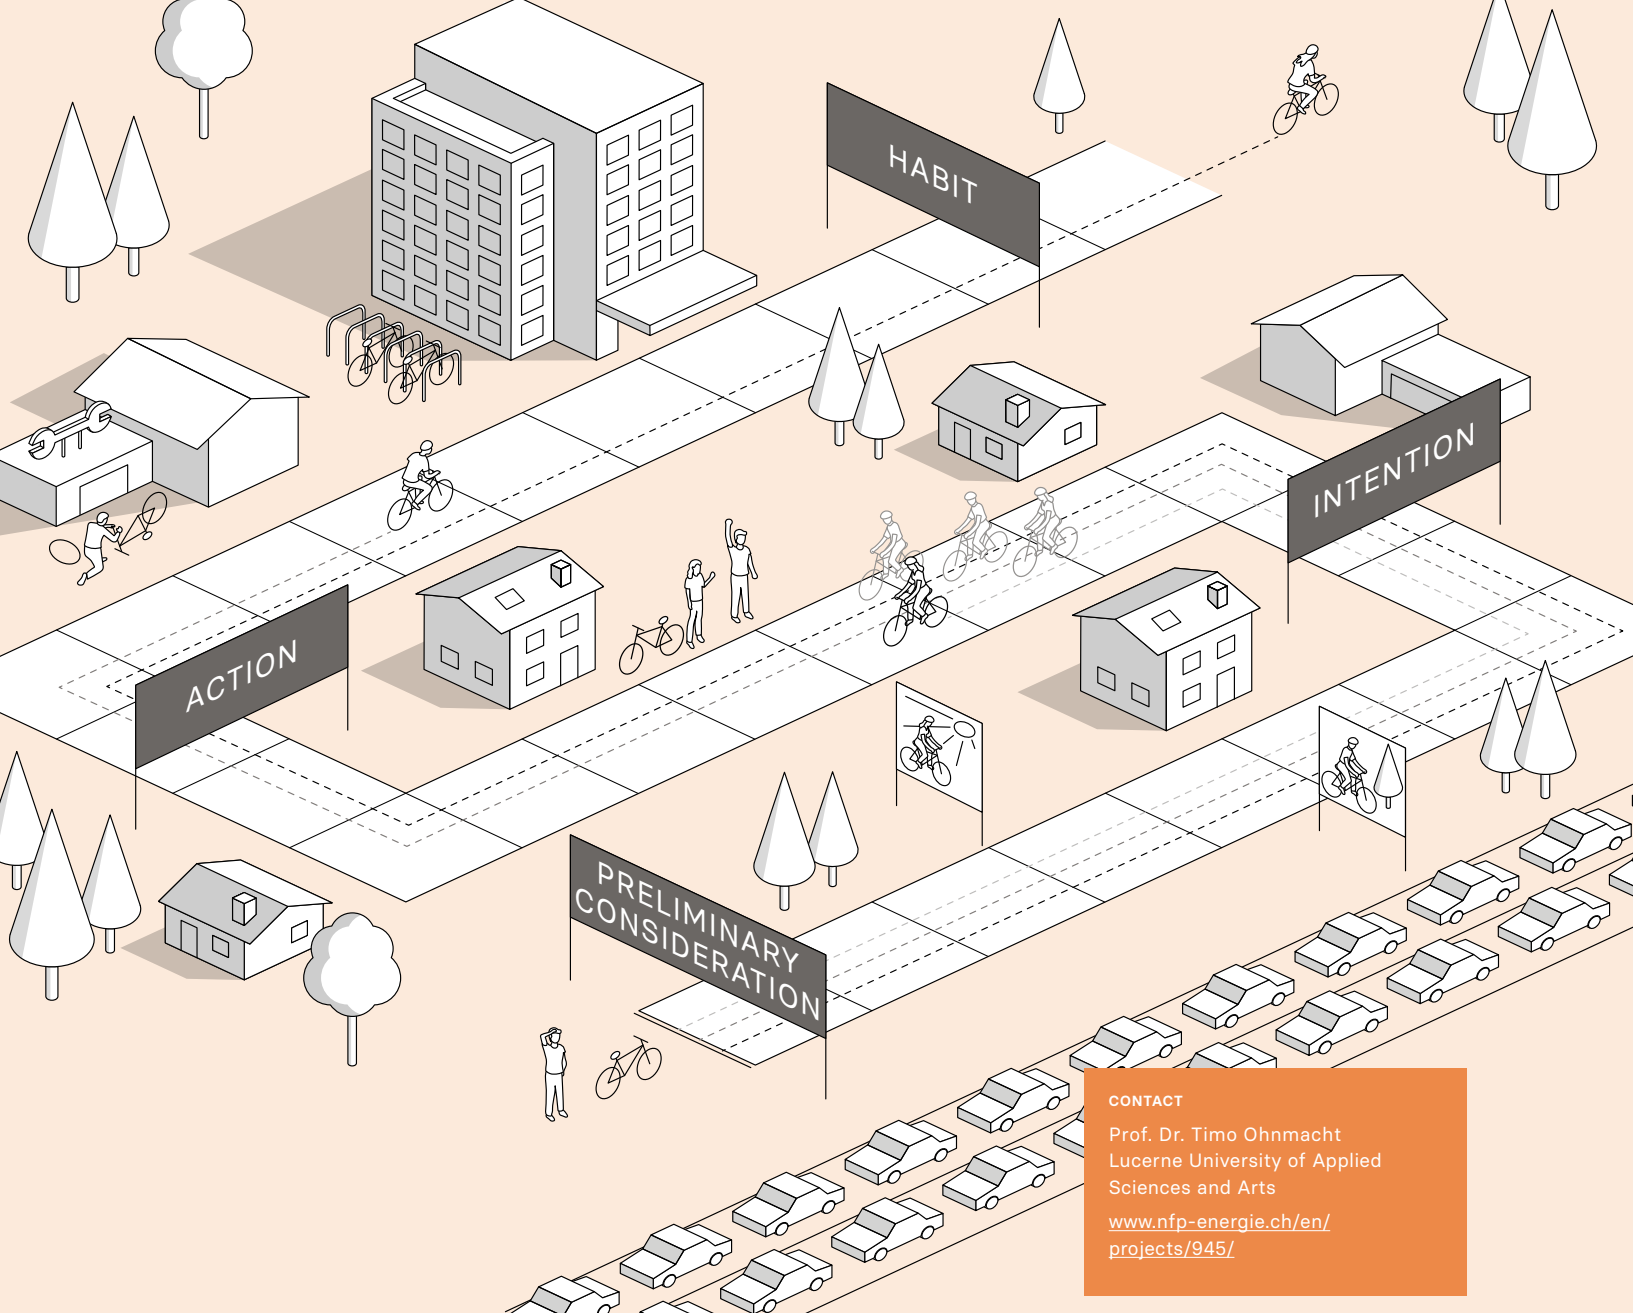 HABIT
INTENTION
ACTION
PRELIMINARY
CONSIDERATION
CONTACT
Prof. Dr. Timo Ohnmacht
Lucerne University of Applied
Sciences and Arts
www.nfp-energie.ch/en/
projects/945/